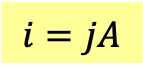 i = jA